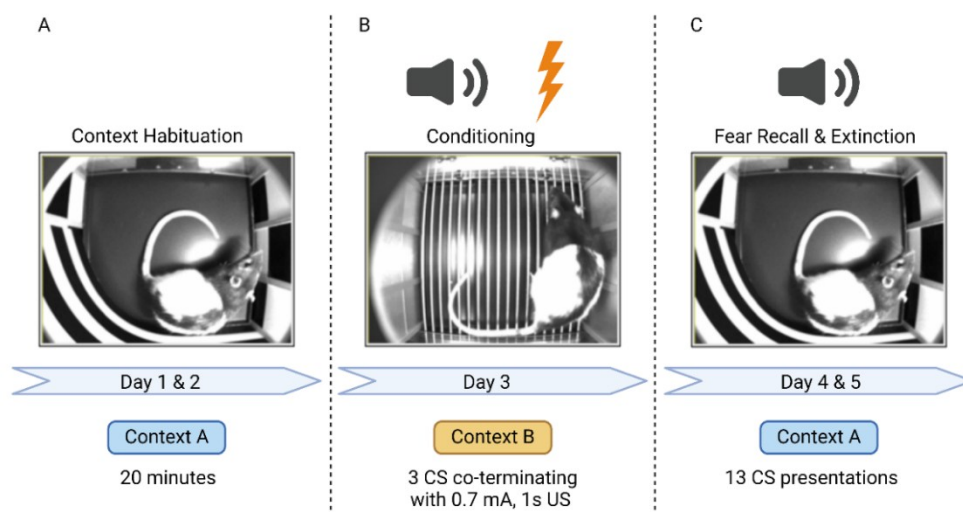 A
B
C
Context Habituation
Conditioning
Fear Recall & Extinction
Day 1 & 2
Day 3
Day 4 & 5
Context A
Context B
Context A
20 minutes
3 CS co-terminating
with 0.7 mA, 1s US
13 CS presentations